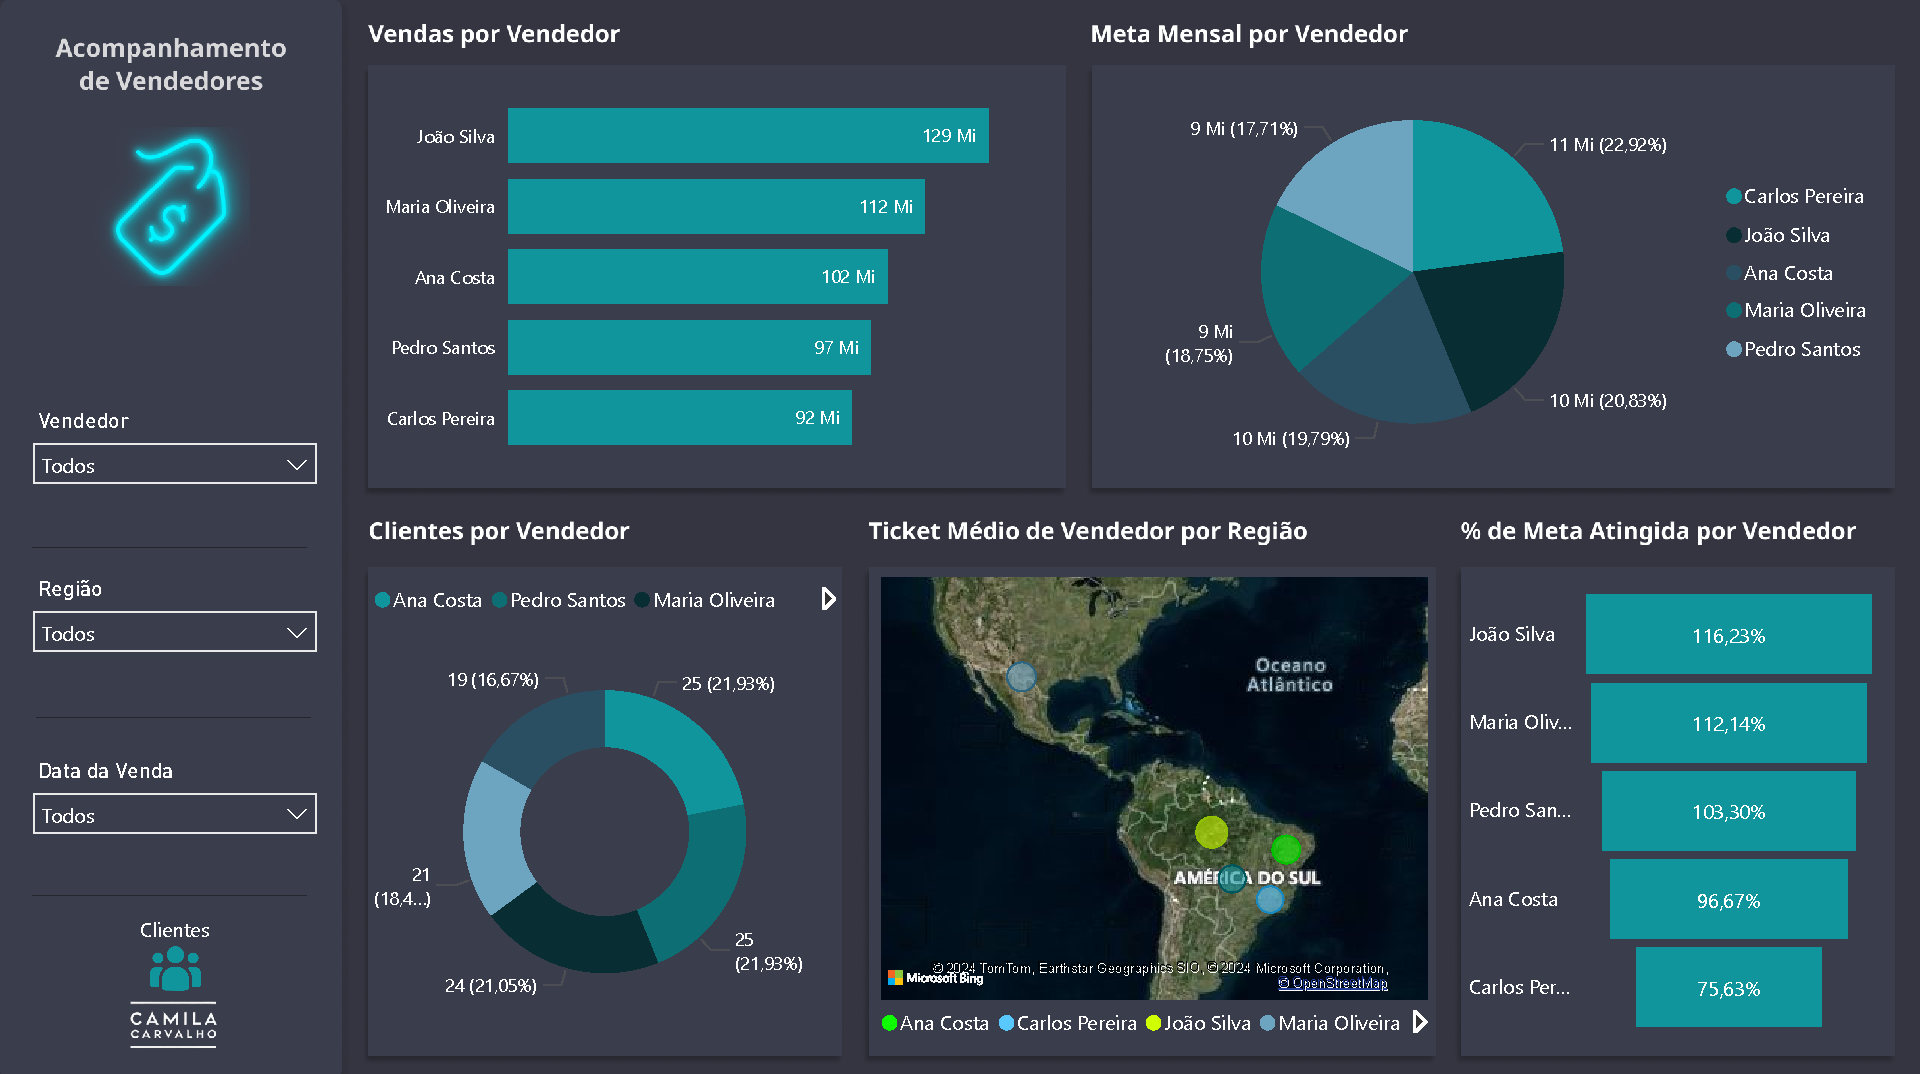 Acompanhamento
de Vendedores
Vendedor
Todos
Região
Todos
Data da Venda
Todos
Clientes
CAMILA
CARVALHO
Vendas por Vendedor
João Silva
129 Mi
Maria Oliveira
112 Mi
Ana Costa
102 Mi
Pedro Santos
97 Mi
Carlos Pereira
92 Mi
Meta Mensal por Vendedor
9 Mi (17,71%)
11 Mi (22,92%)
9 Mi
(18,75%)
10 Mi (20,83%)
10 Mi (19,79%)
Carlos Pereira
João Silva
Ana Costa
Maria Oliveira
Pedro Santos
Clientes por Vendedor
Ana Costa Pedro Santos Maria Oliveira
19 (16,67%)
25 (21,93%)
21
(18,4...)
25
(21,93%)
24 (21,05%)
Ticket Médio de Vendedor por Região
Oceano
Atlântico
AMÉRICA DO SUL
© 2024 TomTom, Earthstar Geographics SIO, © 2024 Microsoft Corporation,
Microsoft Bing
© OpenStreetMap
Ana Costa Carlos Pereira João Silva Maria Oliveira
% de Meta Atingida por Vendedor
João Silva
116,23%
Maria Oliv...
112,14%
Pedro San...
103,30%
Ana Costa
96,67%
Carlos Per...
75,63%